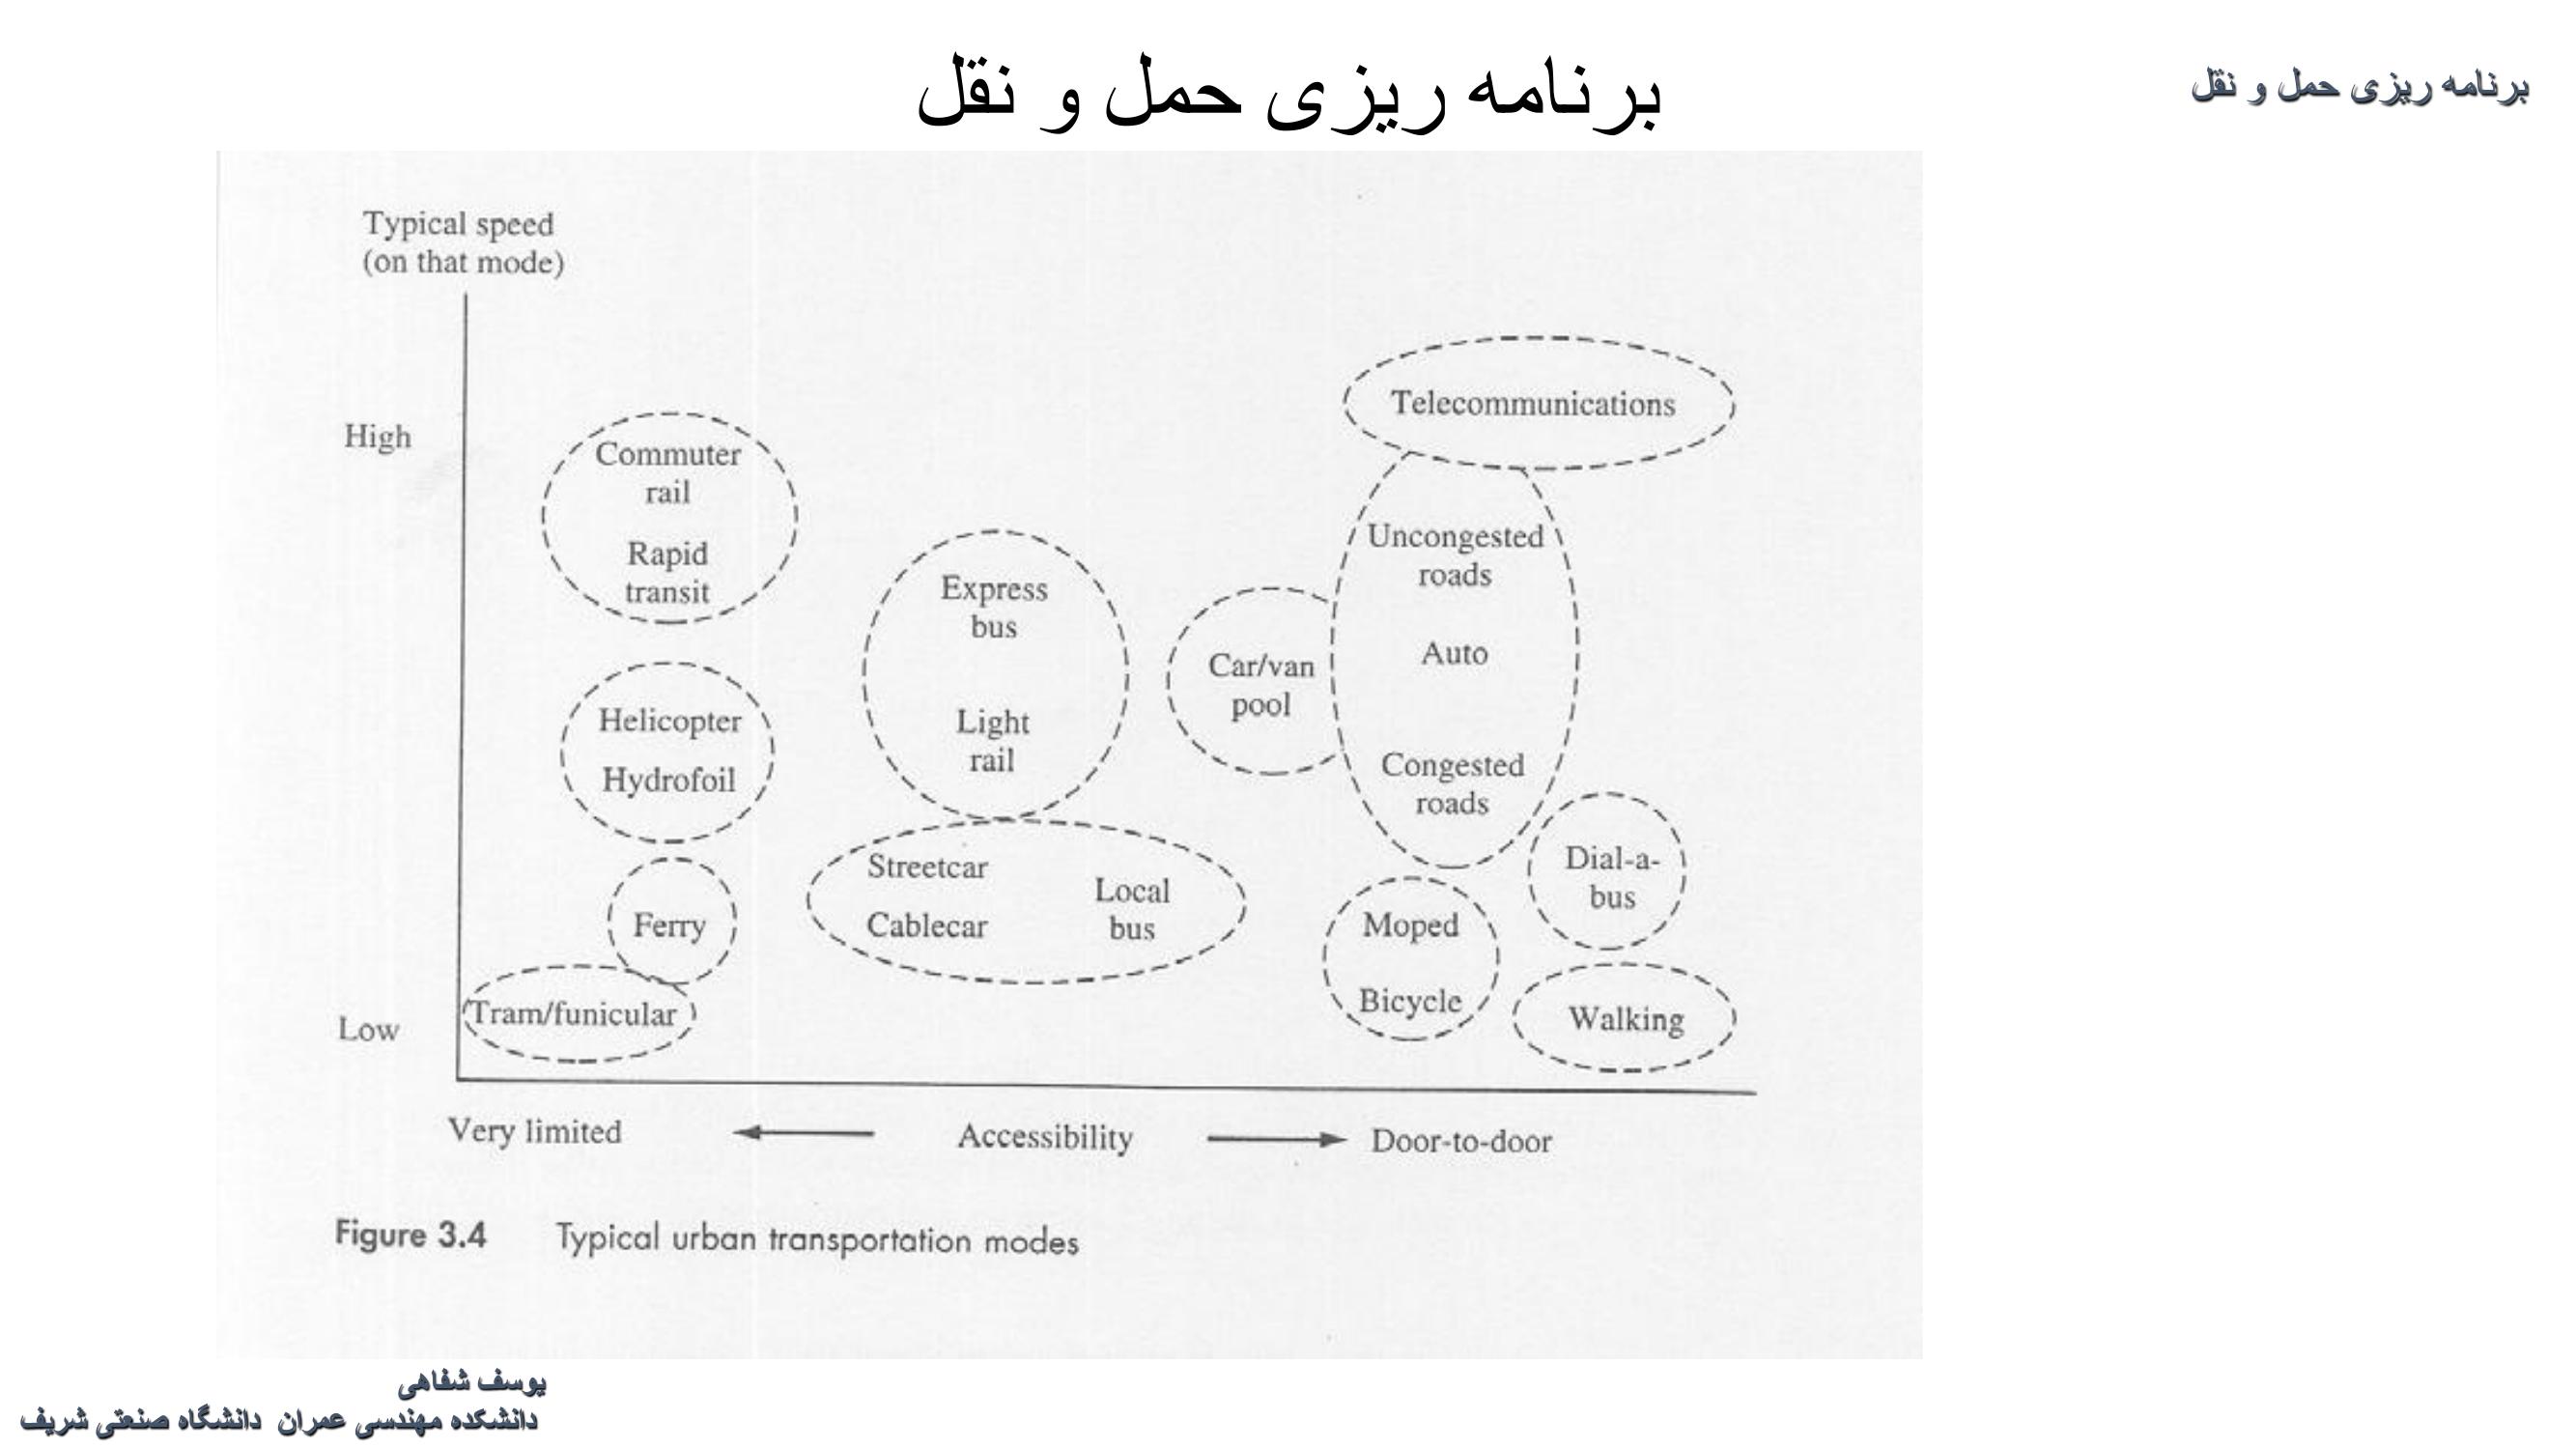 برنامه ریزی حمل و نقل
برنامه ریزی حمل و نقل
Typical speed
(on that mode)
High
Low
Commuter
rail
Rapid
transit
Helicopter
Hydrofoil
Ferry
Tram/funicular
Express
bus
Light
rail
Streetcar
Cablecar
Local
bus
Car/van
pool
Telecommunications
Uncongested
roads
Auto
Congested
roads
Dial-a-
bus
Moped
Bicycle
Walking
Very limited
Accessibility
Door-to-door
Figure 3.4 Typical urban transportation modes
یوسف شفاهی
دانشکده مهندسی عمران دانشگاه صنعتی شریف